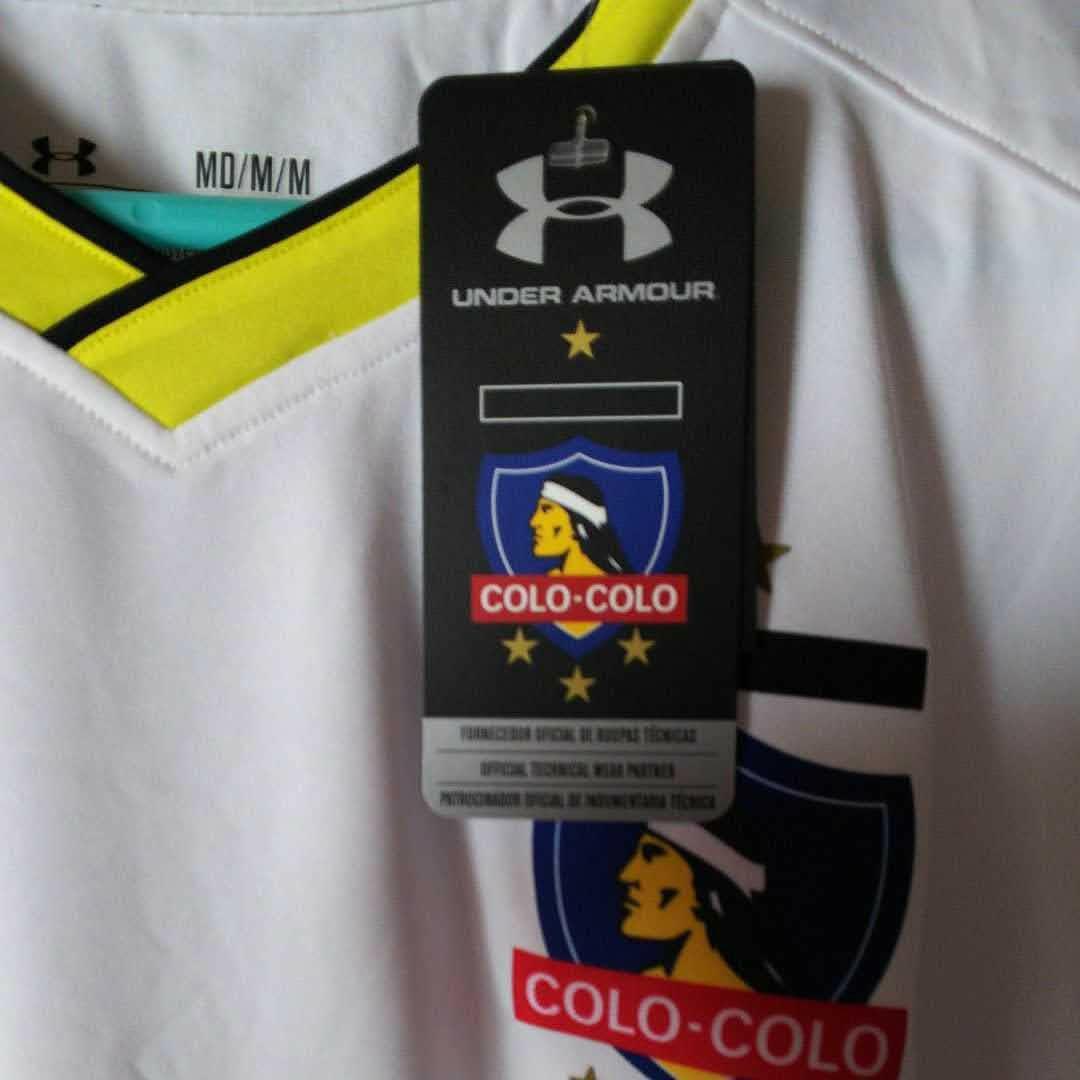 MD/M/M
UNDER ARMOUR
COLO-COLO
FORNECEDOR OFICIAL DE ROUPAS TÉCNICAS
OFFICIAL TECHNICAL WEAR PARTNER
PATROCINADOR OFICIAL DE INDUMENTARIA TÉCNICA
COLO-COLO